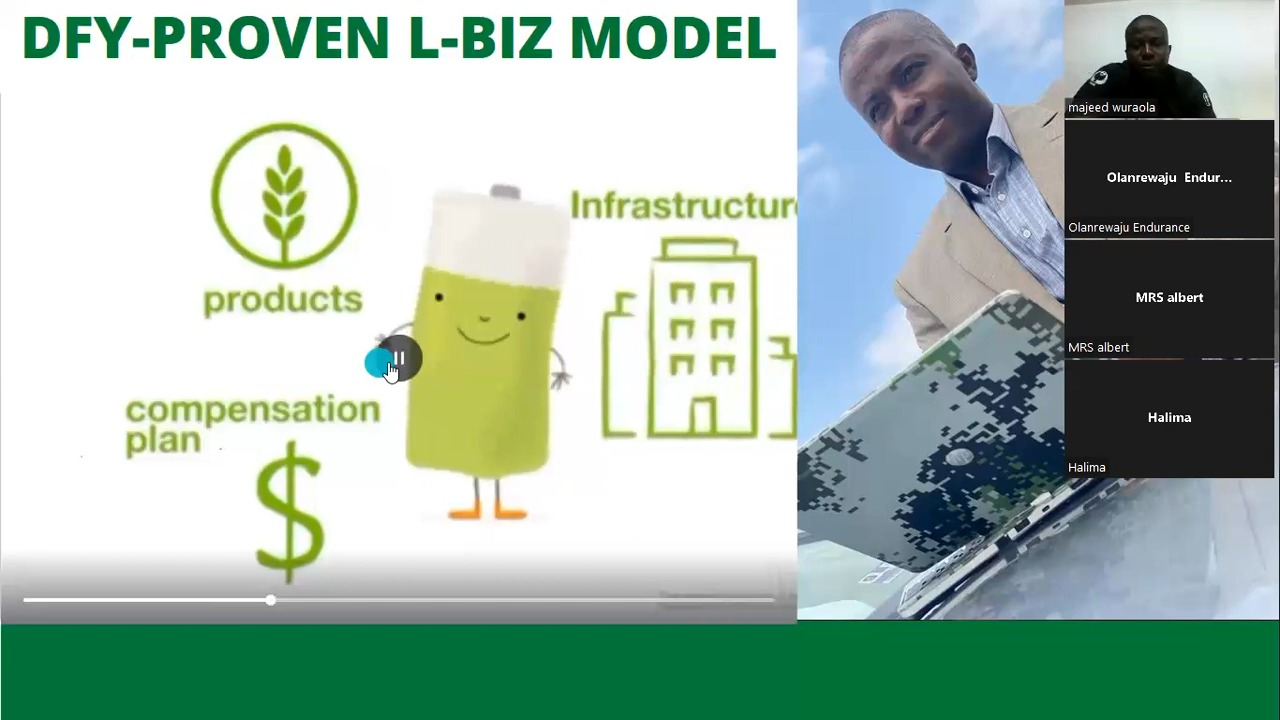 DFY-PROVEN L-BIZ MODEL
products
Infrastructure
compensation
plan
$
majeed wuraola
Olanrewaju Endur...
Olanrewaju Endurance
MRS albert
MRS albert
Halima
Halima